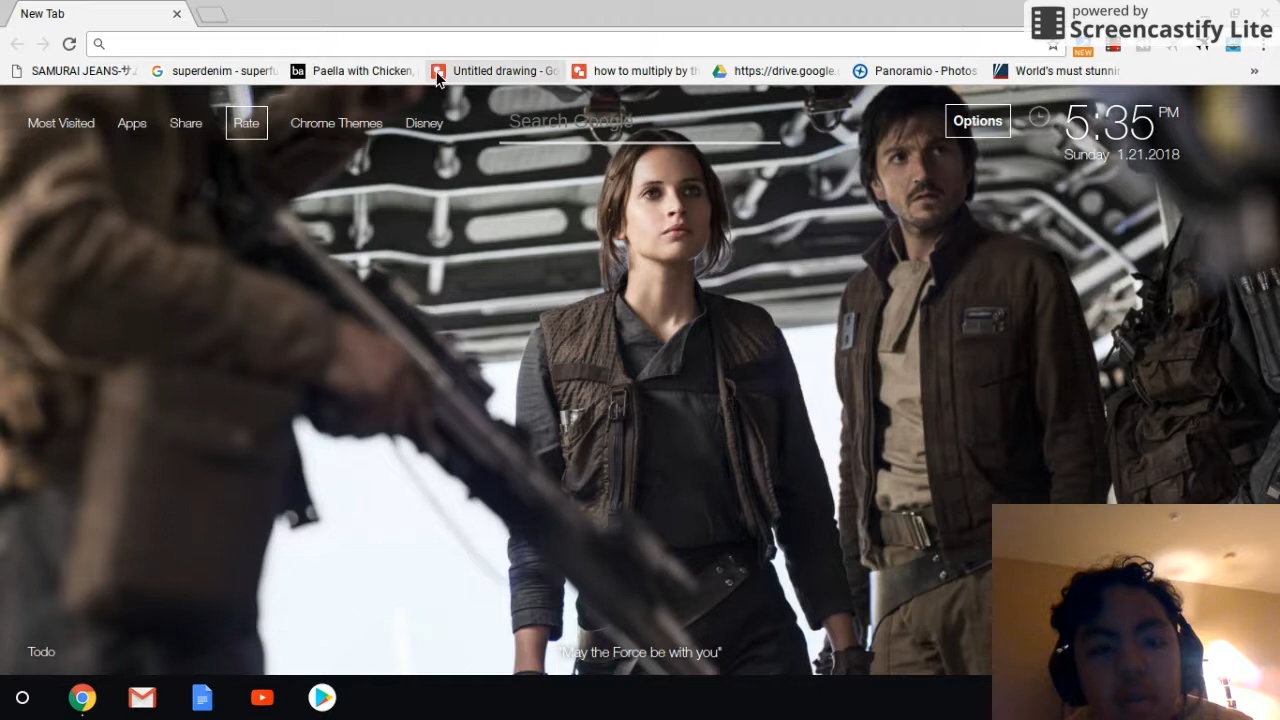 New Tab
powered by
Screencastify Lite
NEW
SAMURAI JEANS-サ
superdenim - superfu
ba
Paella with Chicken,
Untitled drawing - Go
how to multiply by th
https://drive.google.
Panoramio - Photos
World's must stunni
»
Most Visited
Apps
Share
Rate
Chrome Themes
Disney
Search Google
Options
5:35 PM
Sunday 1.21.2018
Todo
"May the Force be with you"